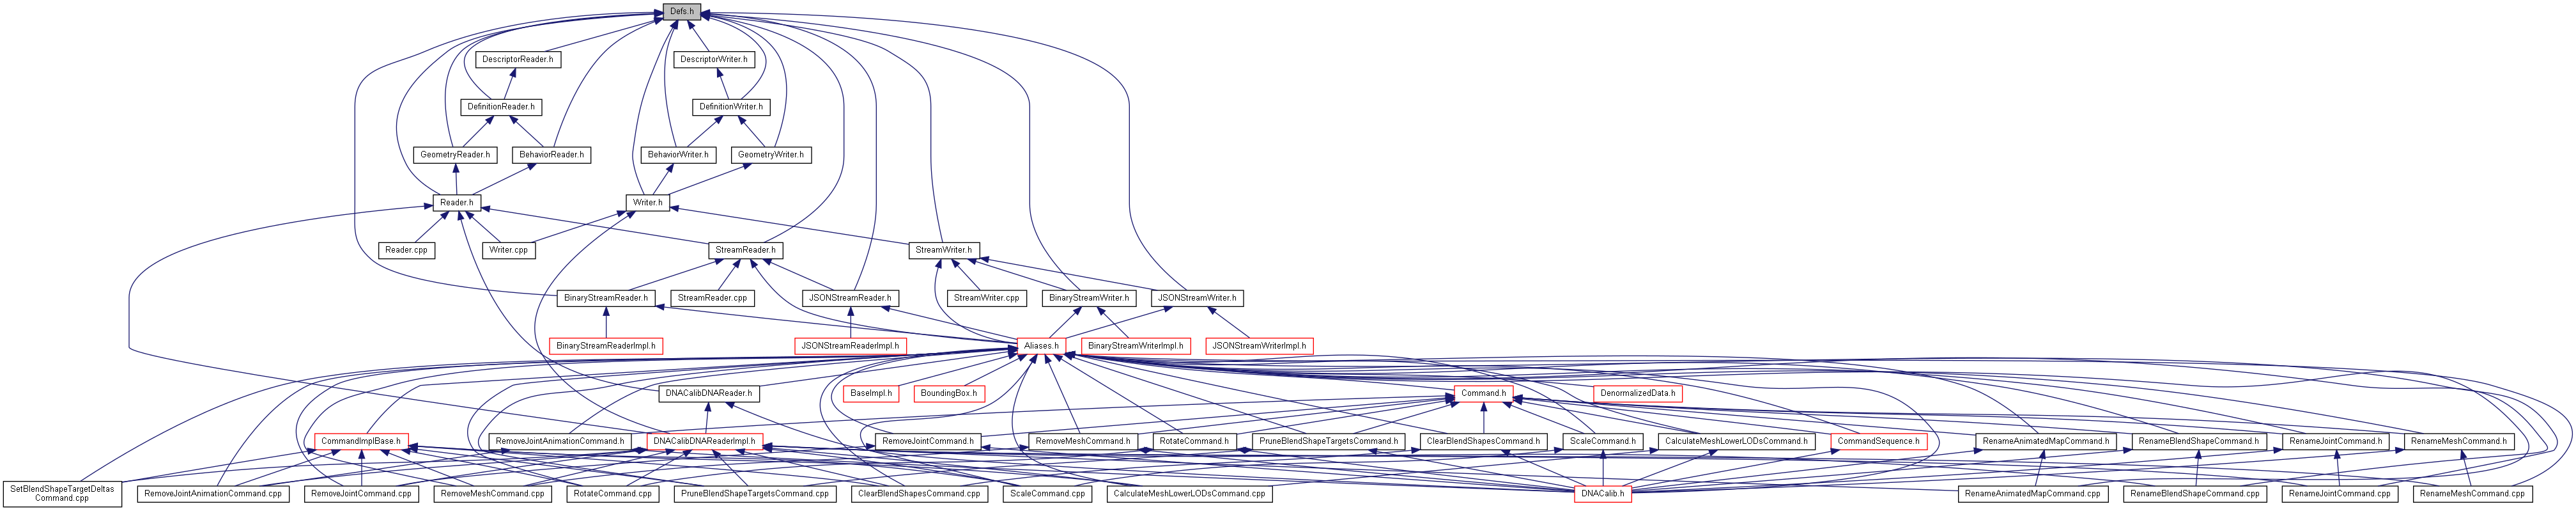 Defs.h
DescriptorReader.h
DescriptorWriter.h
DefinitionReader.h
DefinitionWriter.h
GeometryReader.h
BehaviorReader.h
BehaviorWriter.h
GeometryWriter.h
Reader.h
Writer.h
Reader.cpp
Writer.cpp
StreamReader.h
StreamWriter.h
BinaryStreamReader.h
StreamReader.cpp
JSONStreamReader.h
StreamWriter.cpp
BinaryStreamWriter.h
JSONStreamWriter.h
BinaryStreamReaderImpl.h
JSONStreamReaderImpl.h
Aliases.h
BinaryStreamWriterImpl.h
JSONStreamWriterImpl.h
DNACalibDNAReader.h
BaseImpl.h
BoundingBox.h
Command.h
DenormalizedData.h
CommandImplBase.h
RemoveJointAnimationCommand.h
DNACalibDNAReaderImpl.h
RemoveJointCommand.h
RemoveMeshCommand.h
RotateCommand.h
PruneBlendShapeTargetsCommand.h
ClearBlendShapesCommand.h
ScaleCommand.h
CalculateMeshLowerLODsCommand.h
CommandSequence.h
RenameAnimatedMapCommand.h
RenameBlendShapeCommand.h
RenameJointCommand.h
RenameMeshCommand.h
SetBlendShapeTargetDeltas
Command.cpp
RemoveJointAnimationCommand.cpp
RemoveJointCommand.cpp
RemoveMeshCommand.cpp
RotateCommand.cpp
PruneBlendShapeTargetsCommand.cpp
ClearBlendShapesCommand.cpp
ScaleCommand.cpp
CalculateMeshLowerLODsCommand.cpp
DNACalib.h
RenameAnimatedMapCommand.cpp
RenameBlendShapeCommand.cpp
RenameJointCommand.cpp
RenameMeshCommand.cpp